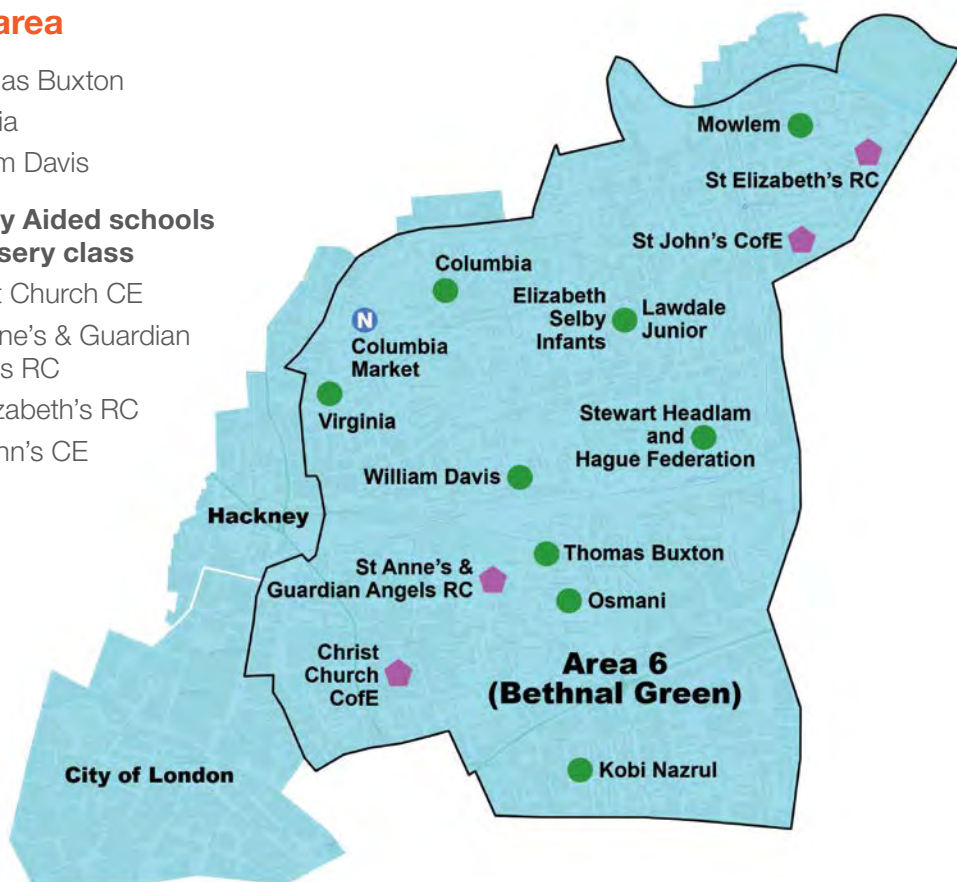 area
as Buxton
ia
m Davis
y Aided schools
sery class
t Church CE
ne's & Guardian
s RC
zabeth's RC
hn's CE
Mowlem
St Elizabeth's RC
St John's CofE
Columbia
Elizabeth
Selby
Infants
Lawdale
Junior
N
Columbia
Market
Virginia
Stewart Headlam
and
Hague Federation
William Davis
Hackney
Thomas Buxton
St Anne's &
Guardian Angels RC
Osmani
Christ
Church
CofE
Area 6
(Bethnal Green)
City of London
Kobi Nazrul